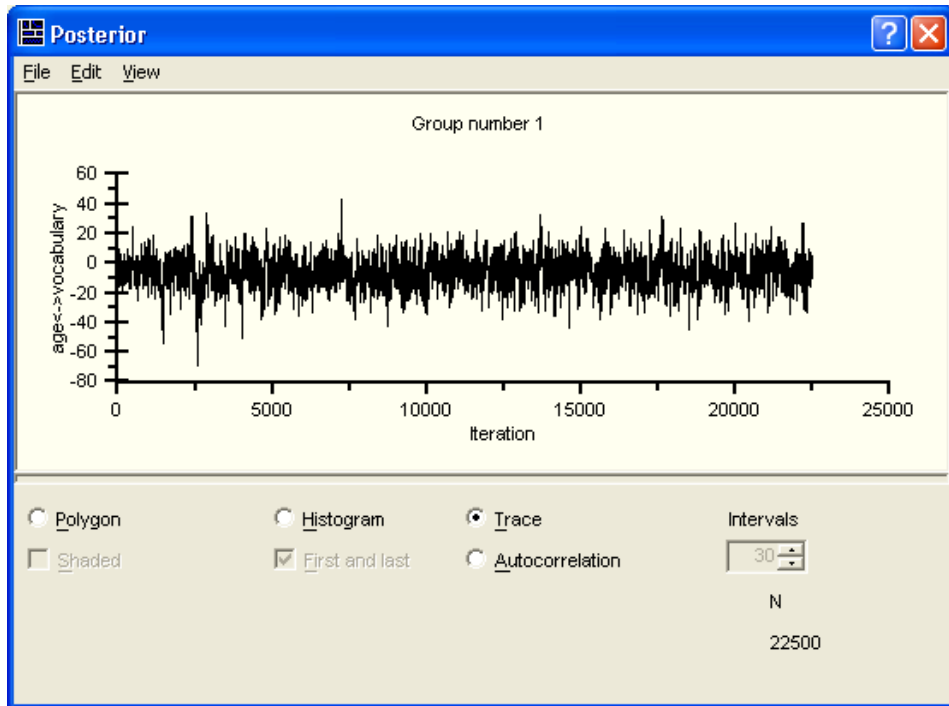 Posterior
File Edit View
Group number 1
60
40
20
0
-20
-40
-60
-80
age<->vocabulary
0 5000 10000 15000 20000 25000
Iteration
Polygon Histogram Trace Intervals
Shaded First and last Autocorrelation 30
N
22500